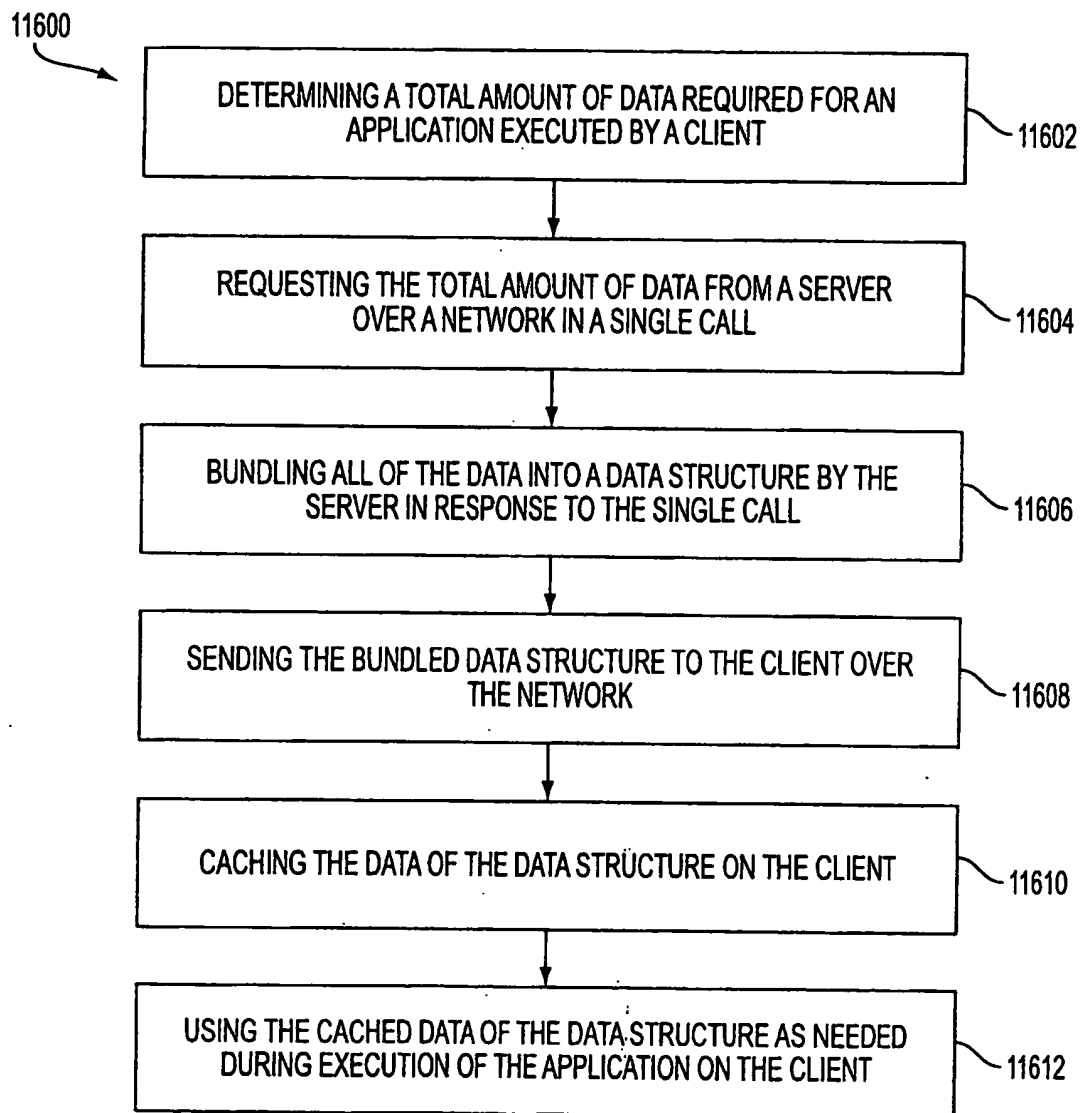 11600
DETERMINING A TOTAL AMOUNT OF DATA REQUIRED FOR AN
APPLICATION EXECUTED BY A CLIENT
11602
REQUESTING THE TOTAL AMOUNT OF DATA FROM A SERVER
OVER A NETWORK IN A SINGLE CALL
11604
BUNDLING ALL OF THE DATA INTO A DATA STRUCTURE BY THE
SERVER IN RESPONSE TO THE SINGLE CALL
11606
SENDING THE BUNDLED DATA STRUCTURE TO THE CLIENT OVER
THE NETWORK
11608
CACHING THE DATA OF THE DATA STRUCTURE ON THE CLIENT
11610
USING THE CACHED DATA OF THE DATA STRUCTURE AS NEEDED
DURING EXECUTION OF THE APPLICATION ON THE CLIENT
11612